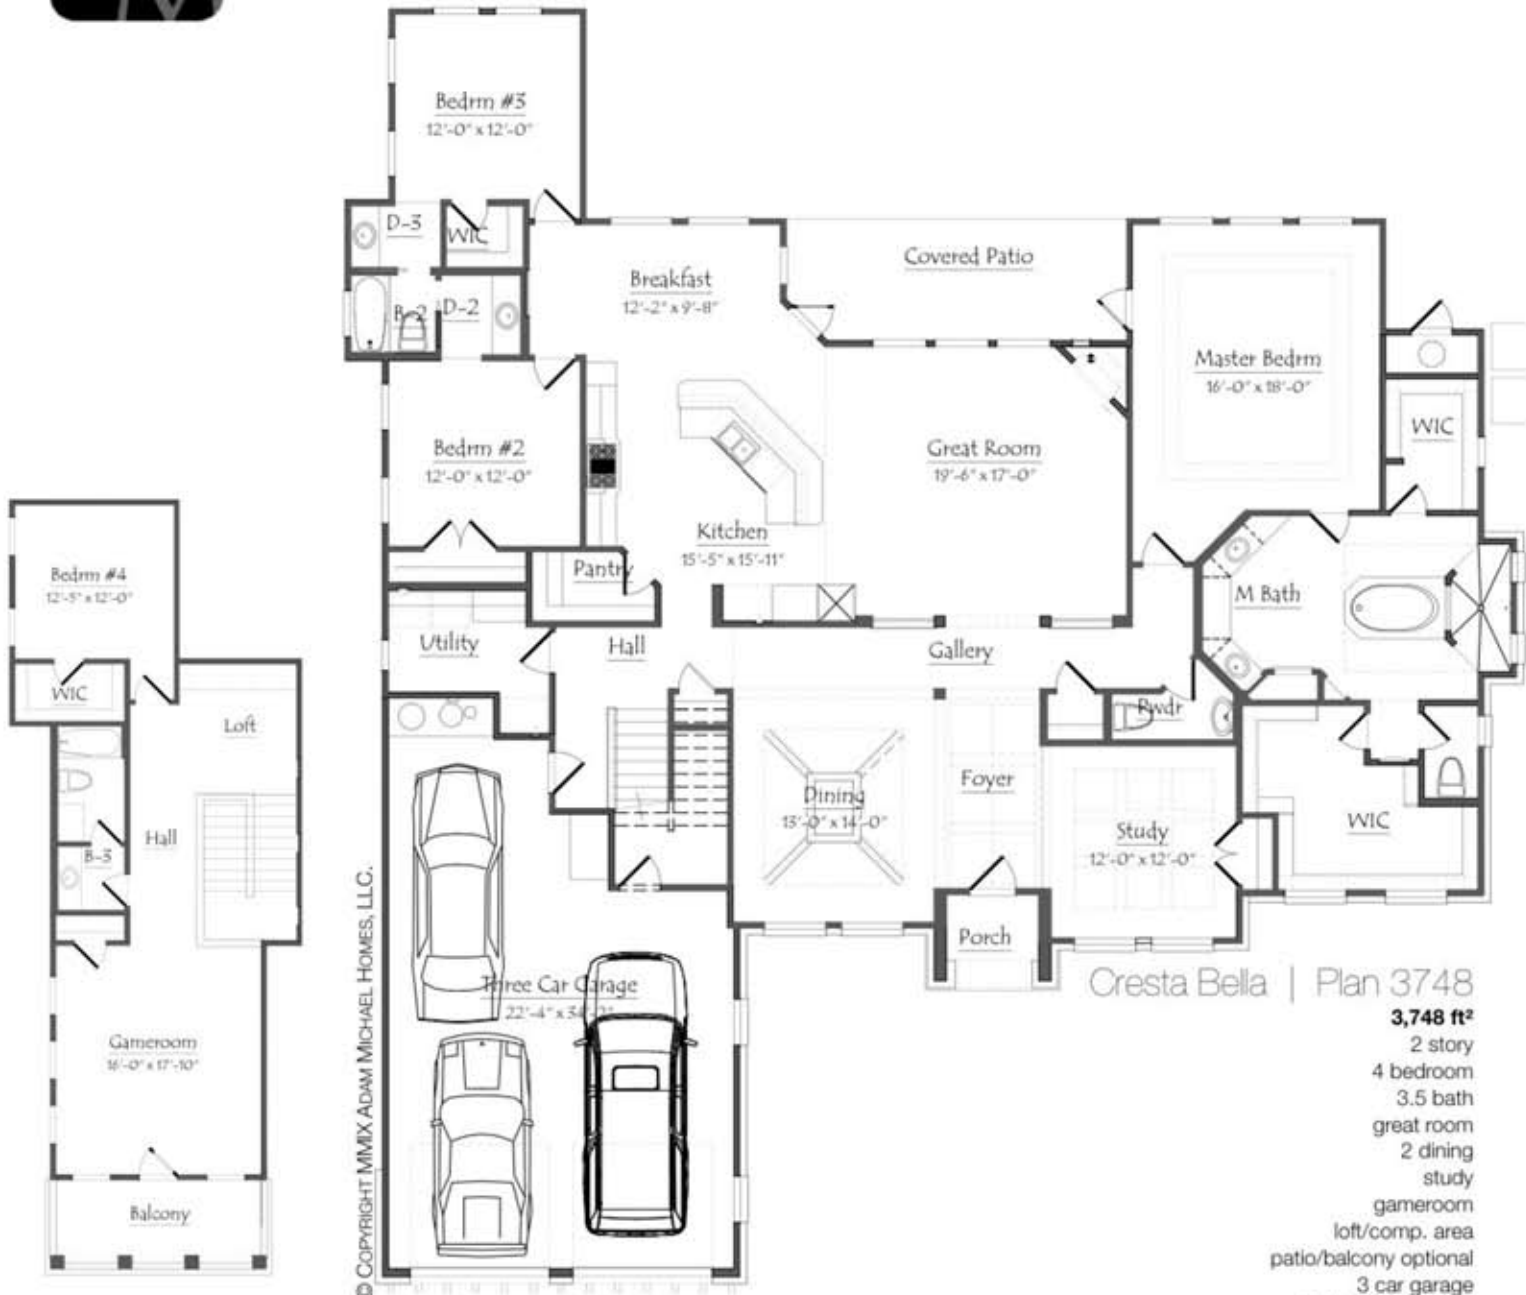 Bedrm #3
12'-0" x 12'-0"
D-3
WIC
B-2
D-2
Breakfast
12'-2" x 9'-8"
Covered Patio
Master Bedrm
16'-0" x 18'-0"
WIC
Bedrm #2
12'-0" x 12'-0"
Great Room
19'-6" x 17'-0"
Kitchen
15'-5" x 15'-11"
Pantry
M Bath
Utility
Hall
Gallery
Pwdr
Foyer
Dining
13'-0" x 14'-0"
Study
12'-0" x 12'-0"
WIC
Porch
Three Car Garage
22'-4" x 34'-2"
Bedrm #4
12'-5" x 12'-0"
WIC
Loft
Hall
B-3
Gameroom
16'-0" x 17'-10"
Balcony
© COPYRIGHT MMIX ADAM MICHAEL HOMES, LLC.
Cresta Bella | Plan 3748
3,748 ft²
2 story
4 bedroom
3.5 bath
great room
2 dining
study
gameroom
loft/comp. area
patio/balcony optional
3 car garage